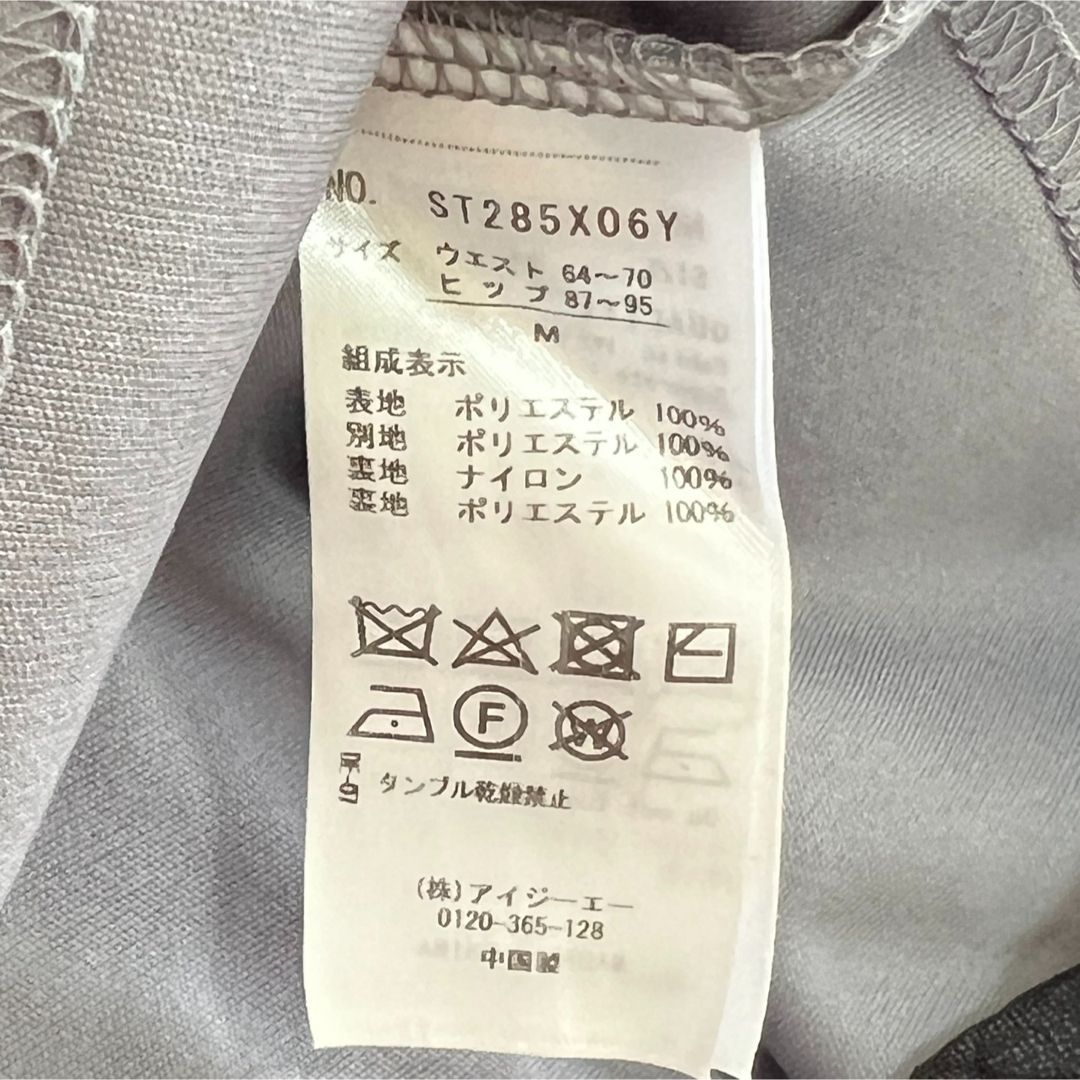 NO. ST285X06Y
サイズ ウエスト 64～70
ヒップ 87～95
M
組成表示
表地 ポリエステル 100%
別地 ポリエステル 100%
裏地 ナイロン 100%
裏地 ポリエステル 100%
F
タンブル乾燥禁止
(株)アイジーエー
0120-365-128
中国製